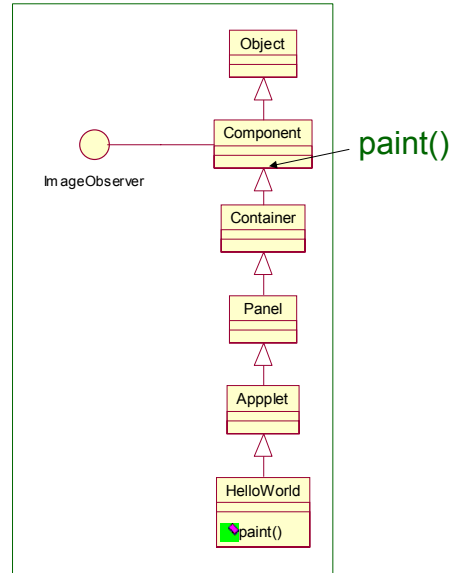 Object
Component
paint()
ImageObserver
Container
Panel
Appplet
HelloWorld
paint()